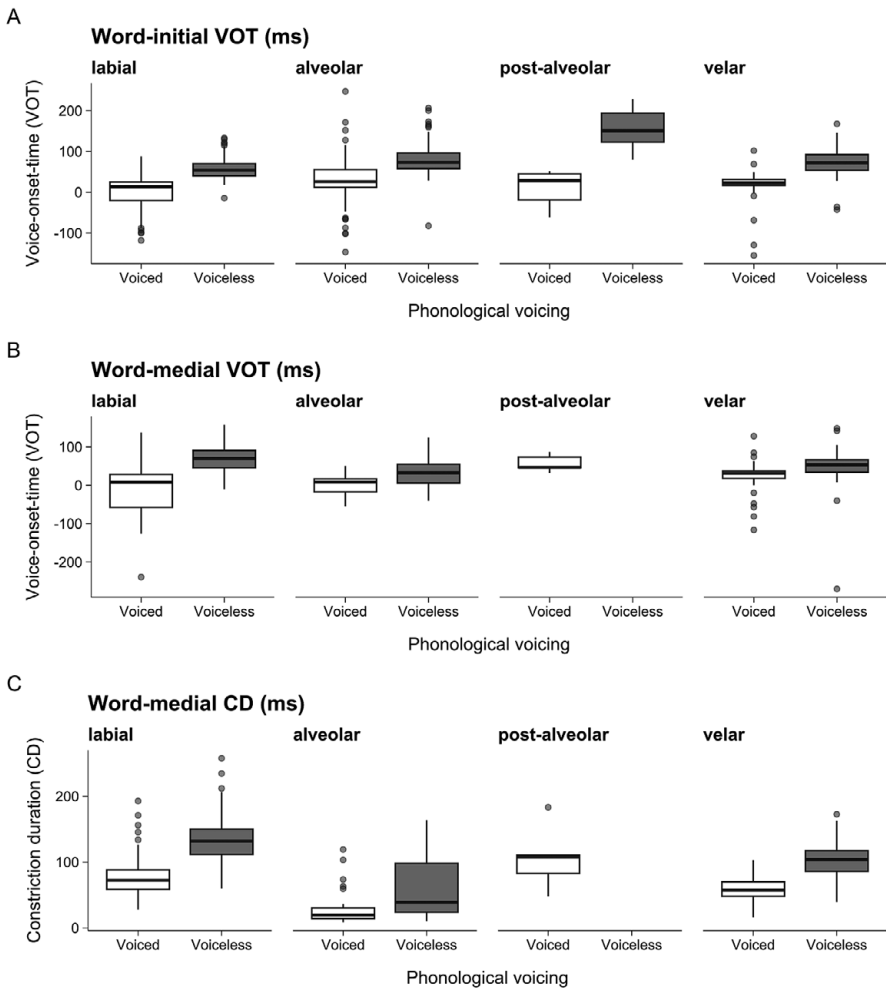 A
Word-initial VOT (ms)
labial alveolar post-alveolar velar
Voice-onset-time (VOT)
200
100
0
-100
Voiced Voiceless Voiced Voiceless Voiced Voiceless Voiced Voiceless
Phonological voicing
B
Word-medial VOT (ms)
labial alveolar post-alveolar velar
Voice-onset-time (VOT)
100
0
-100
-200
Voiced Voiceless Voiced Voiceless Voiced Voiceless Voiced Voiceless
Phonological voicing
C
Word-medial CD (ms)
labial alveolar post-alveolar velar
Constriction duration (CD)
200
100
0
Voiced Voiceless Voiced Voiceless Voiced Voiceless Voiced Voiceless
Phonological voicing